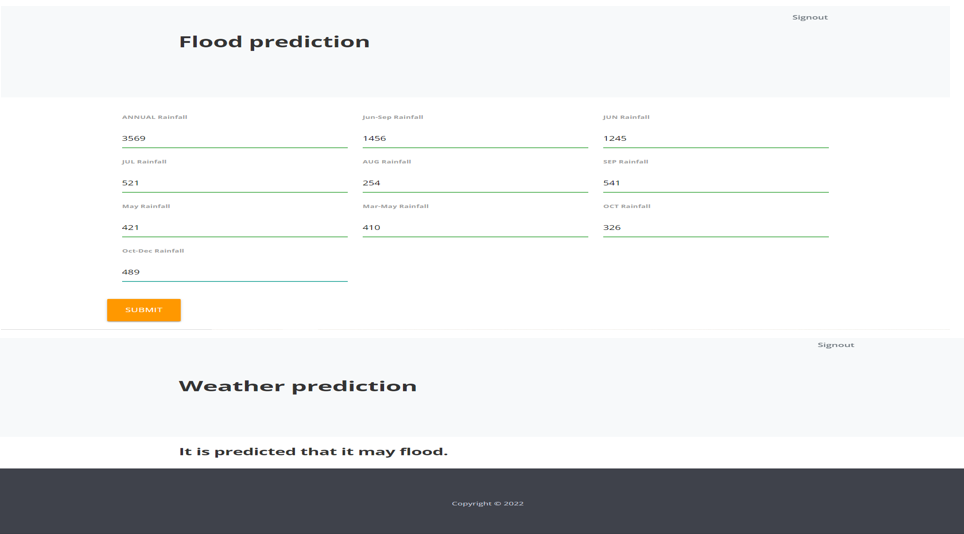 Signout
Flood prediction
ANNUAL Rainfall Jun-Sep Rainfall JUN Rainfall
3569 1456 1245
JUL Rainfall AUG Rainfall SEP Rainfall
521 254 541
May Rainfall Mar-May Rainfall OCT Rainfall
421 410 326
Oct-Dec Rainfall
489
SUBMIT
Signout
Weather prediction
It is predicted that it may flood.
Copyright © 2022